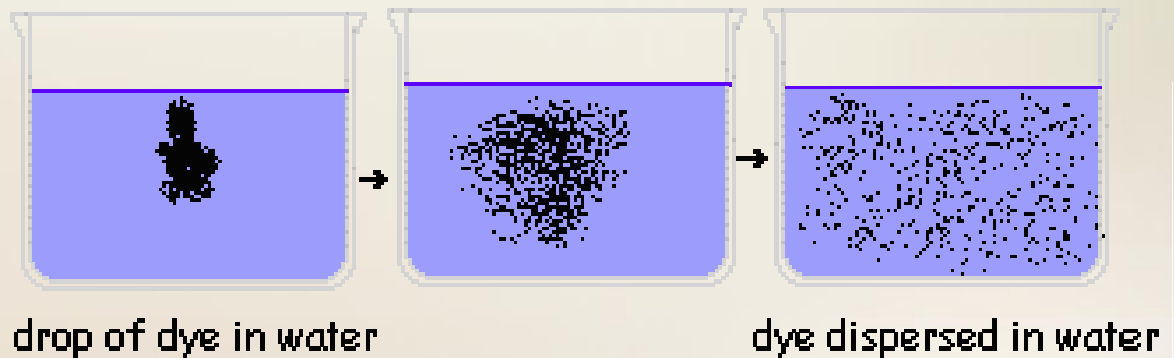 drop of dye in water
dye dispersed in water